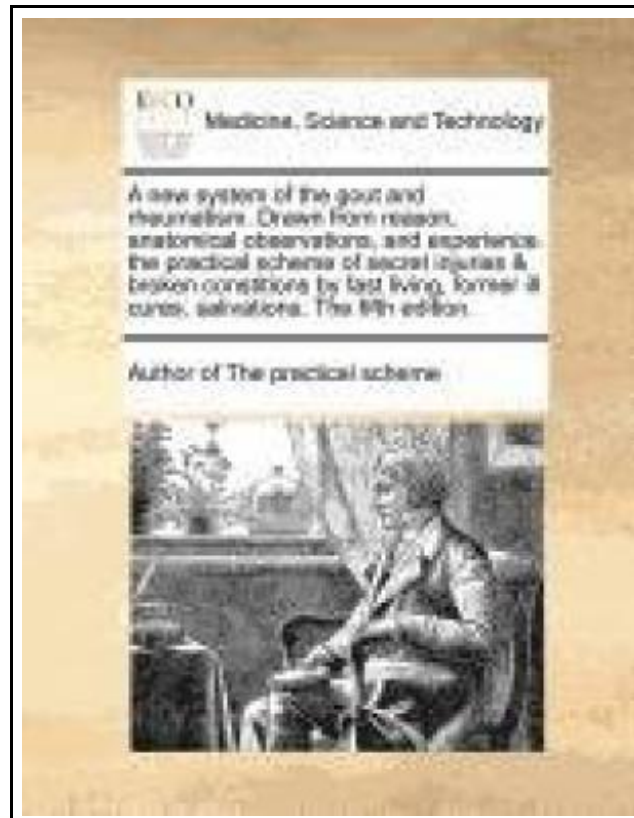 ECCO
Medicine, Science and Technology
A new system of the gout and
rheumatism. Drawn from reason,
anatomical observations, and experience.
the practical scheme of secret injuries &
broken constitions by fast living, former ill
cures, salivations. The fifth edition.
Author of The practical scheme